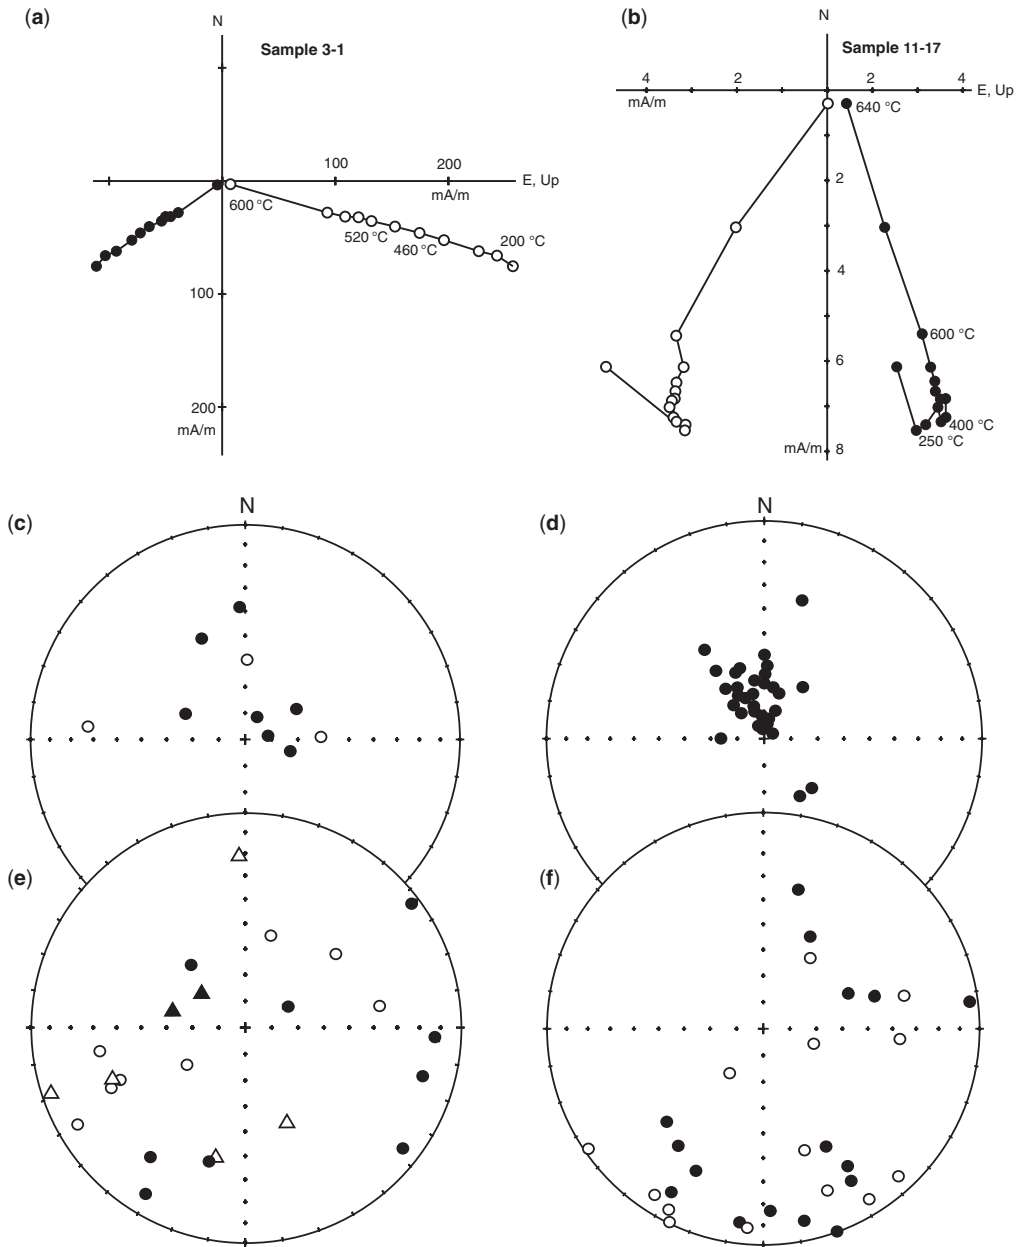 (a)
N
Sample 3-1
100
200
E, Up
mA/m
600 °C
520 °C
460 °C
200 °C
100
200
mA/m
(b)
N
Sample 11-17
4
2
2
4
E, Up
mA/m
640 °C
2
4
600 °C
6
400 °C
250 °C
mA/m
8
(c)
N
(d)
N
(e)
(f)